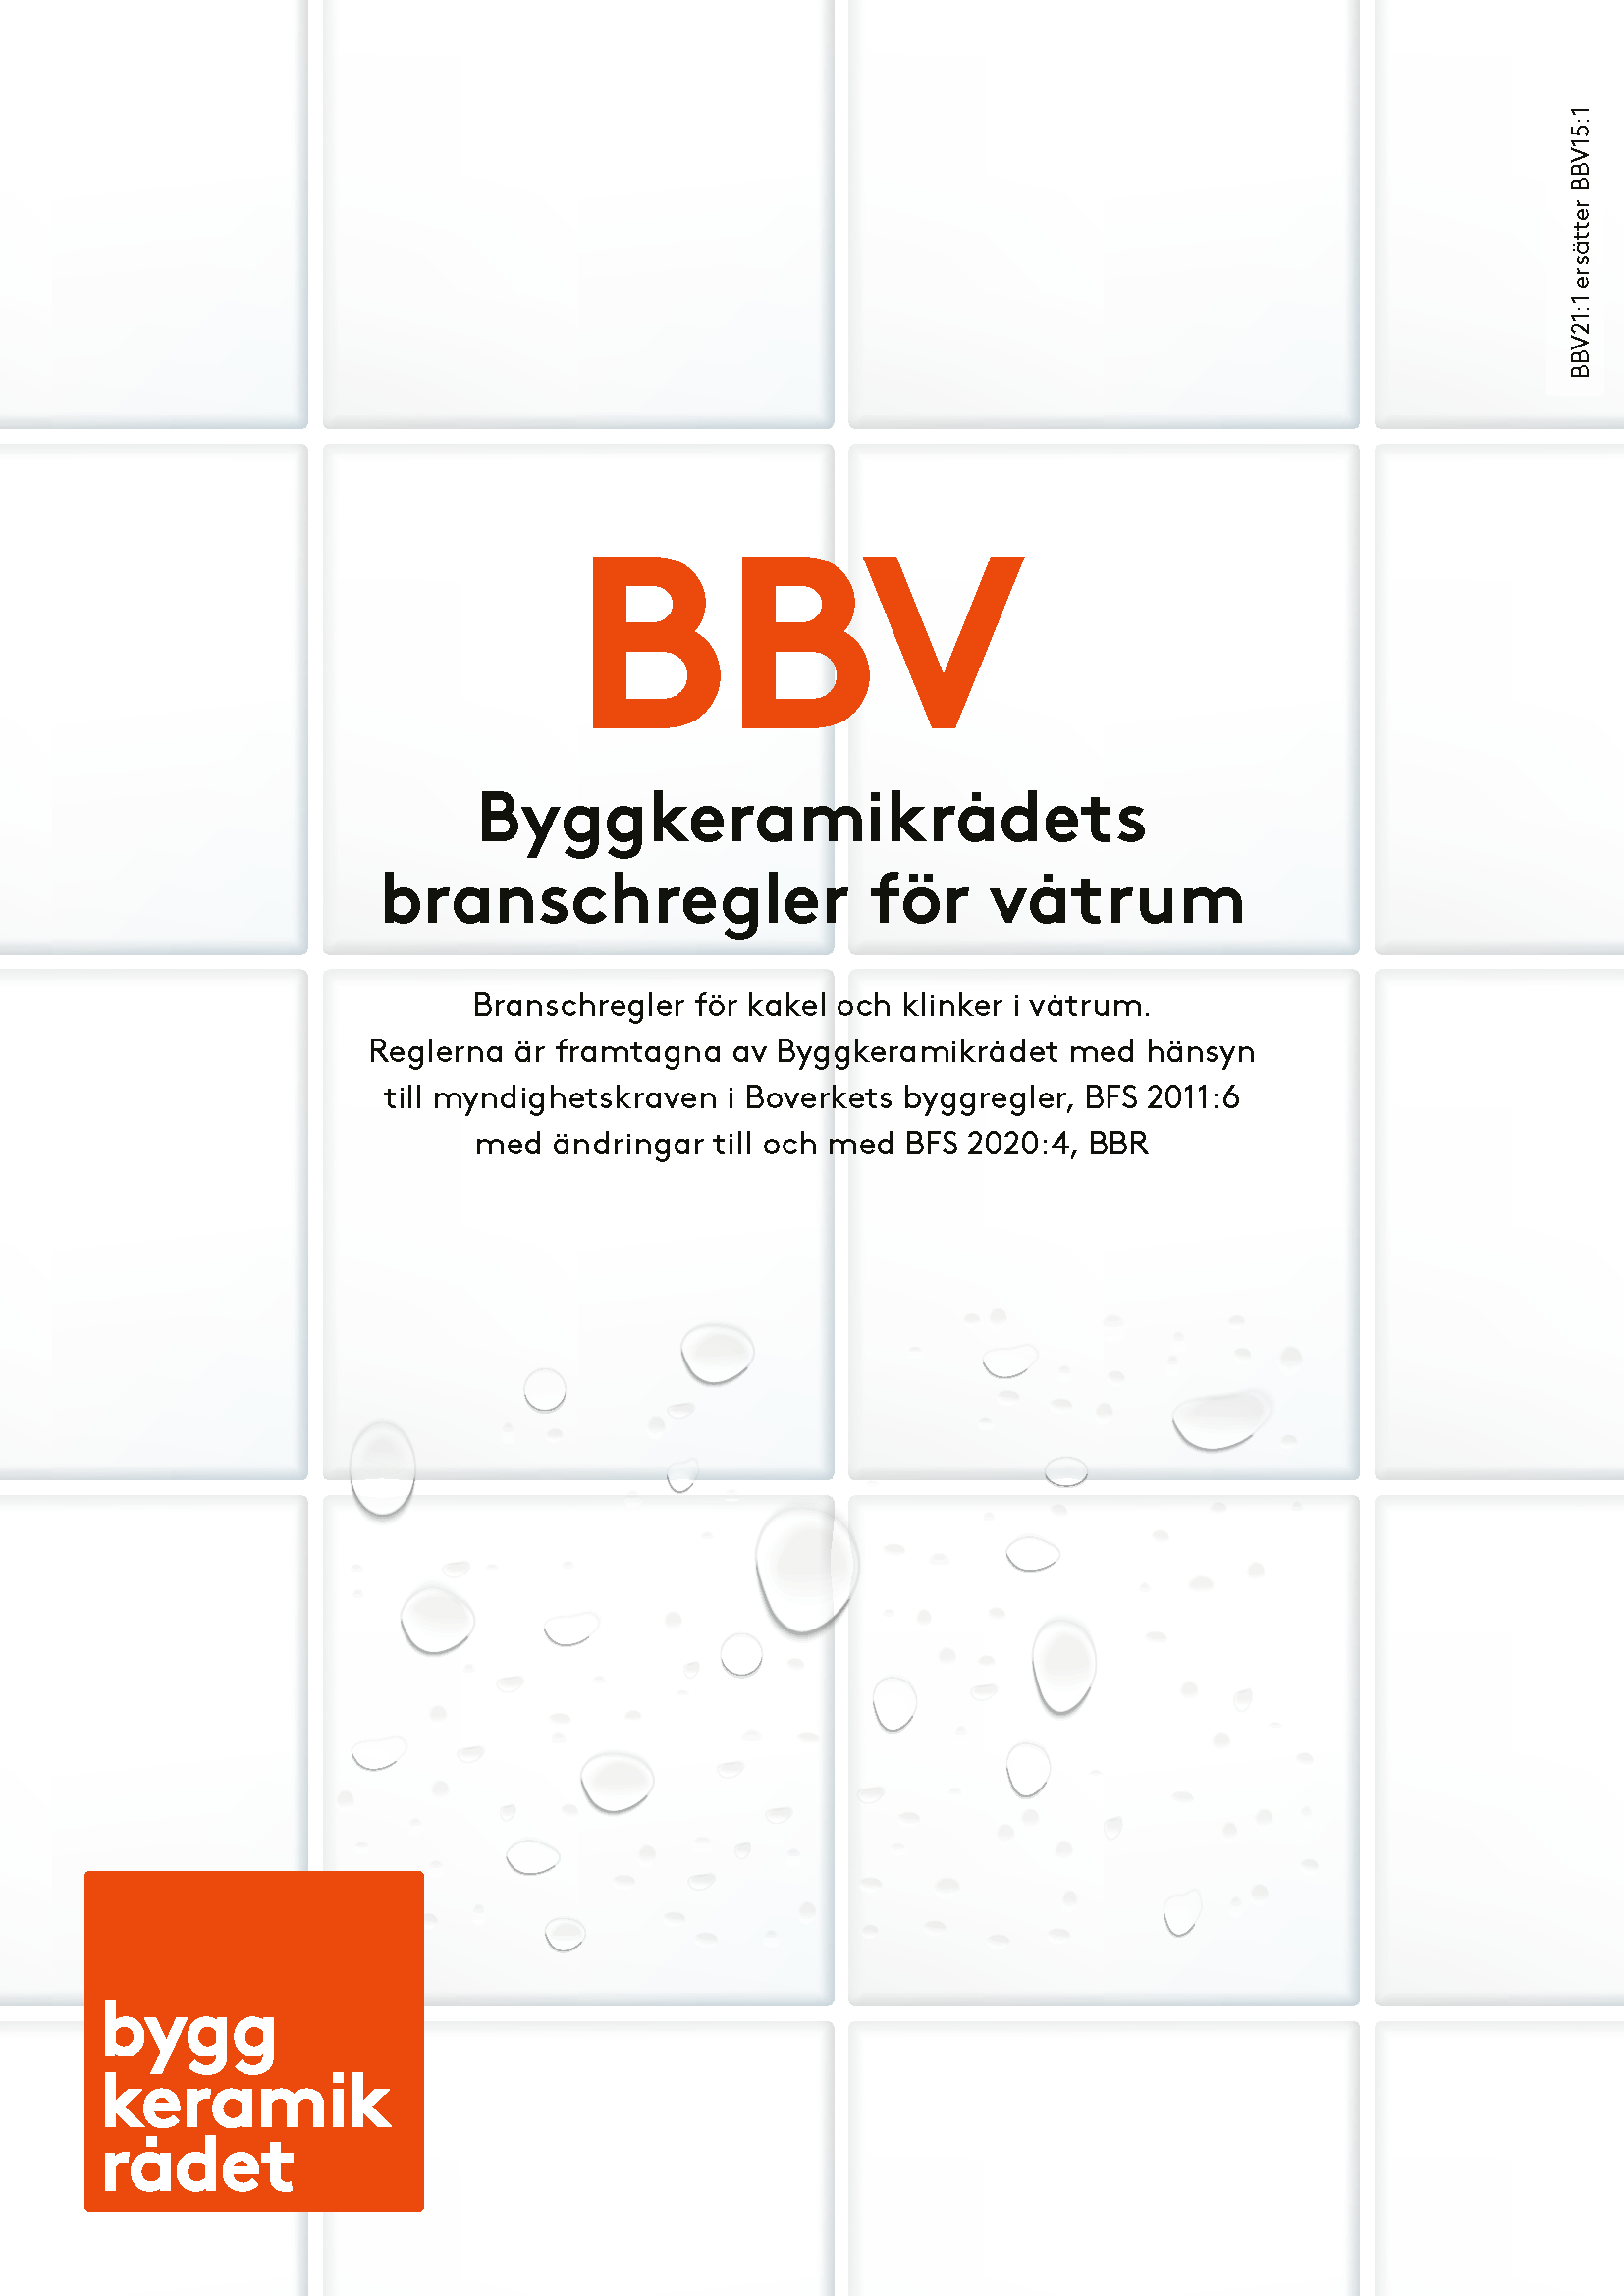 BBV21:1 ersätter BBV15:1
BBV
Byggkeramikrådets
branschregler för våtrum
Branschregler för kakel och klinker i våtrum.
Reglerna är framtagna av Byggkeramikrådet med hänsyn
till myndighetskraven i Boverkets byggregler, BFS 2011:6
med ändringar till och med BFS 2020:4, BBR
bygg
keramik
rådet